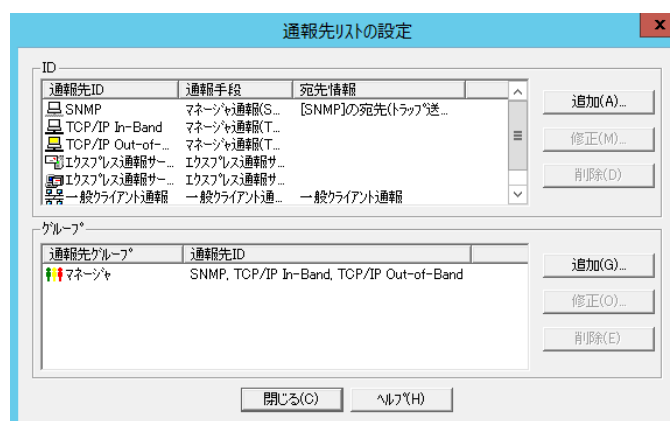 通報先リストの設定
x
ID
通報先ID 通報手段 宛先情報
SNMP マネージャ通報(S... [SNMP]の宛先(トラップ送...
TCP/IP In-Band マネージャ通報(T...
TCP/IP Out-of-... マネージャ通報(T...
エクスプレス通報サー... エクスプレス通報サ...
エクスプレス通報サー... エクスプレス通報サ...
一般クライアント通報 一般クライアント通... 一般クライアント通報
追加(A)...
修正(M)...
削除(D)
グループ
通報先グループ 通報先ID
マネージャ SNMP, TCP/IP In-Band, TCP/IP Out-of-Band
追加(G)...
修正(O)...
削除(E)
閉じる(C) ヘルプ(H)